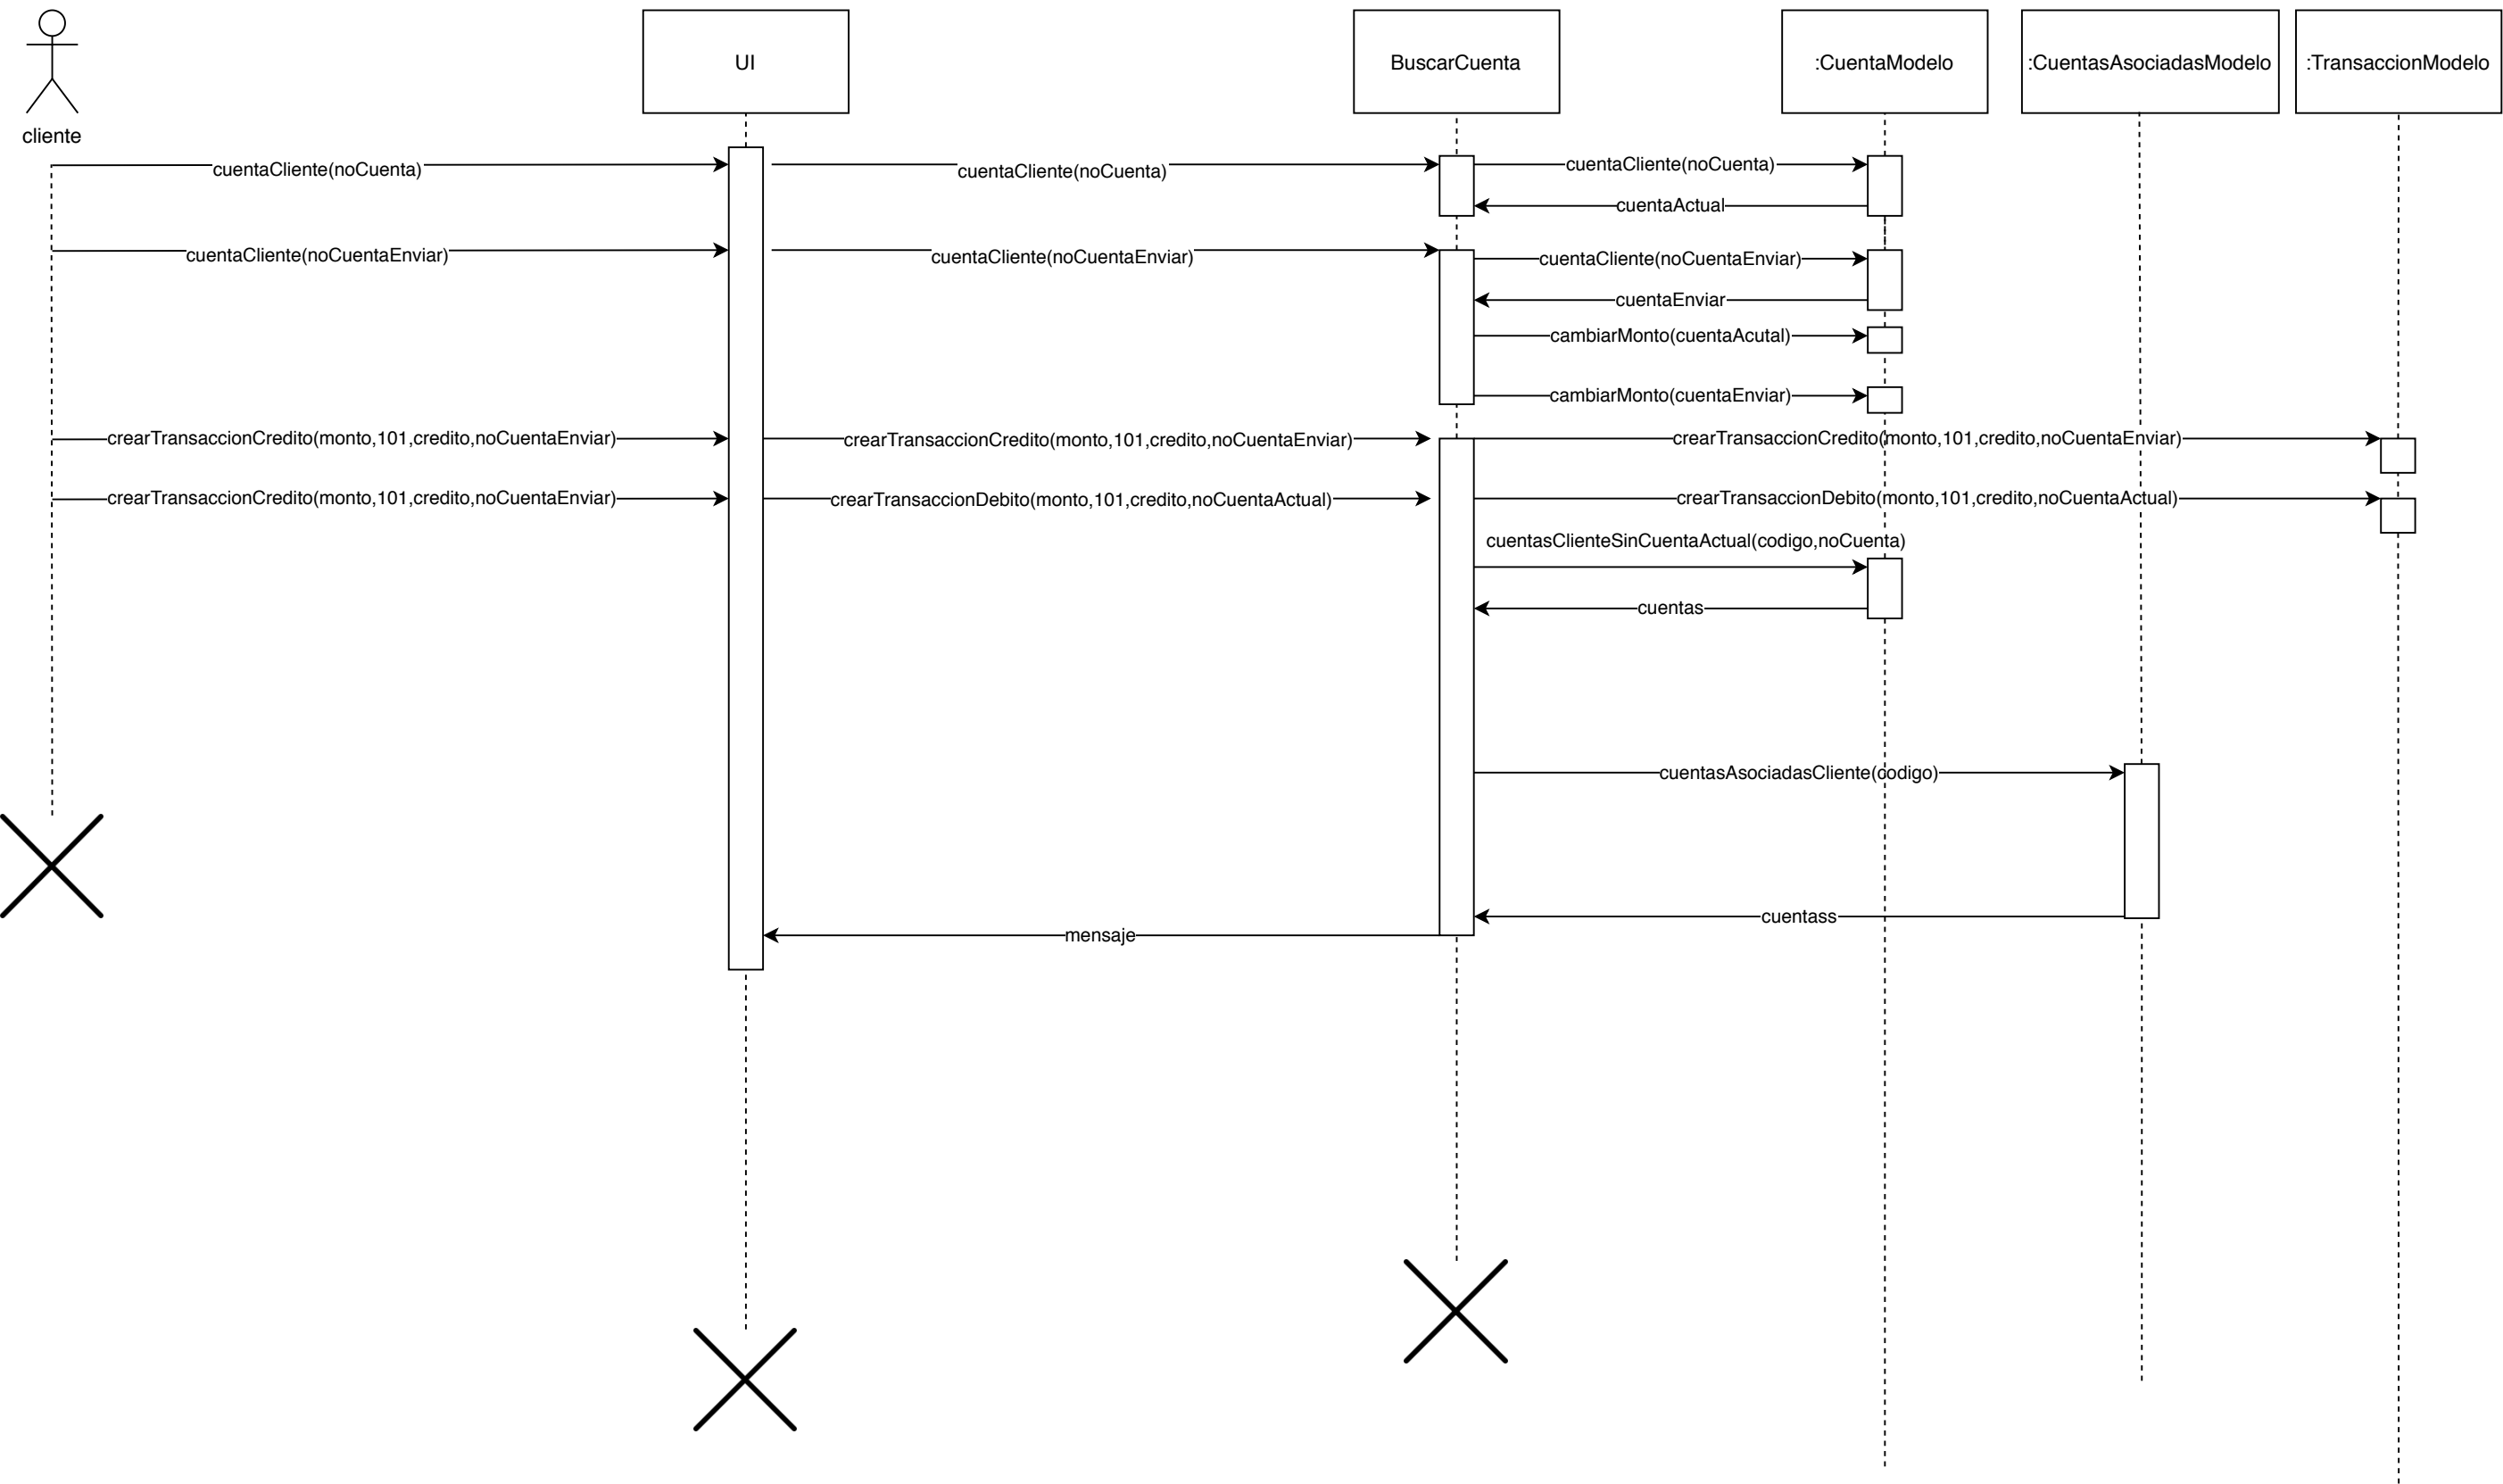 UI
BuscarCuenta
:CuentaModelo
:CuentasAsociadasModelo
:TransaccionModelo
cliente
cuentaCliente(noCuenta)
cuentaCliente(noCuenta)
cuentaCliente(noCuenta)
cuentaActual
cuentaCliente(noCuentaEnviar)
cuentaCliente(noCuentaEnviar)
cuentaCliente(noCuentaEnviar)
cuentaEnviar
cambiarMonto(cuentaAcutal)
cambiarMonto(cuentaEnviar)
crearTransaccionCredito(monto,101,credito,noCuentaEnviar)
crearTransaccionCredito(monto,101,credito,noCuentaEnviar)
crearTransaccionCredito(monto,101,credito,noCuentaEnviar)
crearTransaccionCredito(monto,101,credito,noCuentaEnviar)
crearTransaccionDebito(monto,101,credito,noCuentaActual)
crearTransaccionDebito(monto,101,credito,noCuentaActual)
cuentasClienteSinCuentaActual(codigo,noCuenta)
cuentas
cuentasAsociadasCliente(codigo)
cuentass
mensaje